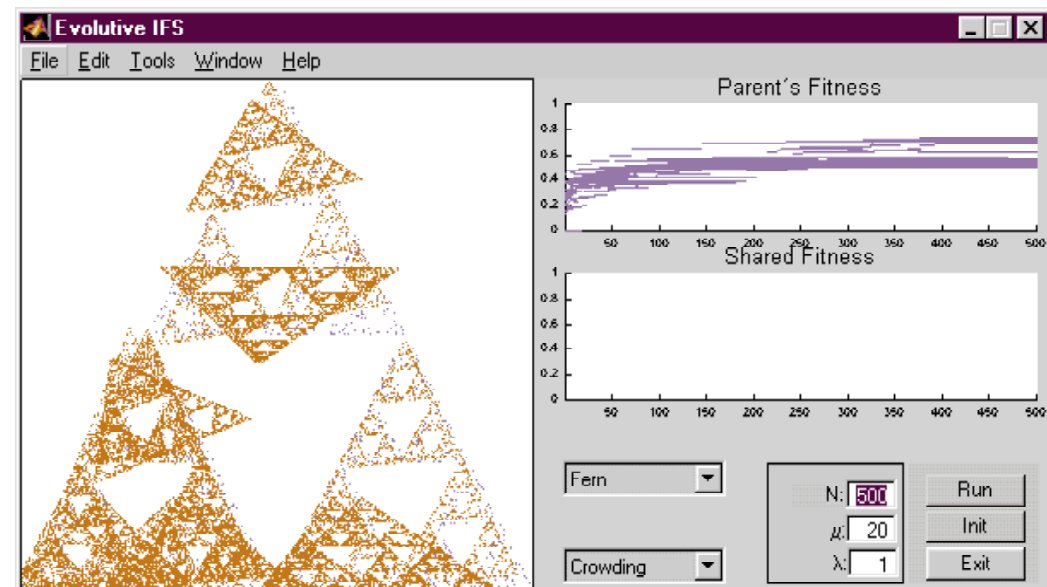 Evolutive IFS
File Edit Tools Window Help
Parent´s Fitness
1
0.8
0.6
0.4
0.2
0
50 100 150 200 250 300 350 400 450 500
Shared Fitness
1
0.8
0.6
0.4
0.2
0
50 100 150 200 250 300 350 400 450 500
Fern
Crowding
N: 500
μ: 20
λ: 1
Run
Init
Exit